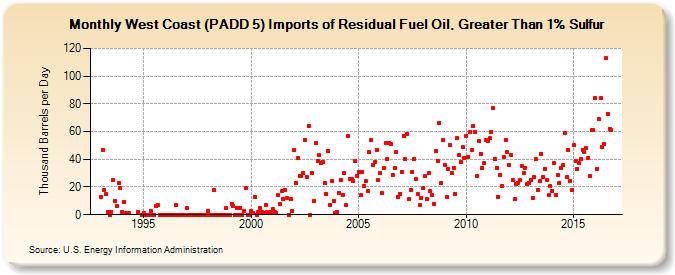 Monthly West Coast (PADD 5) Imports of Residual Fuel Oil, Greater Than 1% Sulfur
Thousand Barrels per Day
120
100
80
60
40
20
0
1995 2000 2005 2010 2015
Source: U.S. Energy Information Administration